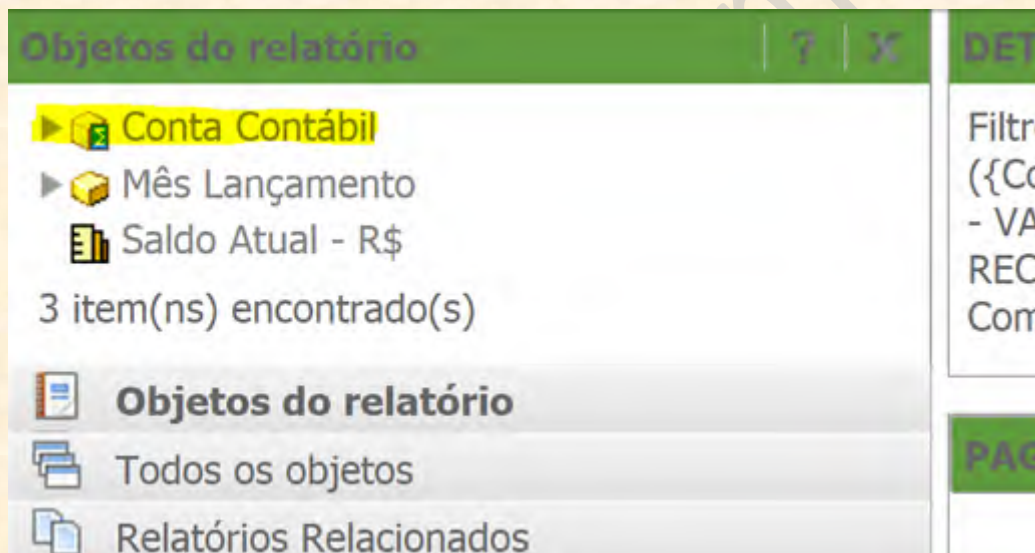 Objetos do relatório | ? | X
Conta Contábil
Mês Lançamento
Saldo Atual - R$
3 item(ns) encontrado(s)
Objetos do relatório
Todos os objetos
Relatórios Relacionados
DET
Filtr
({Co
- VA
REC
Com
PAG